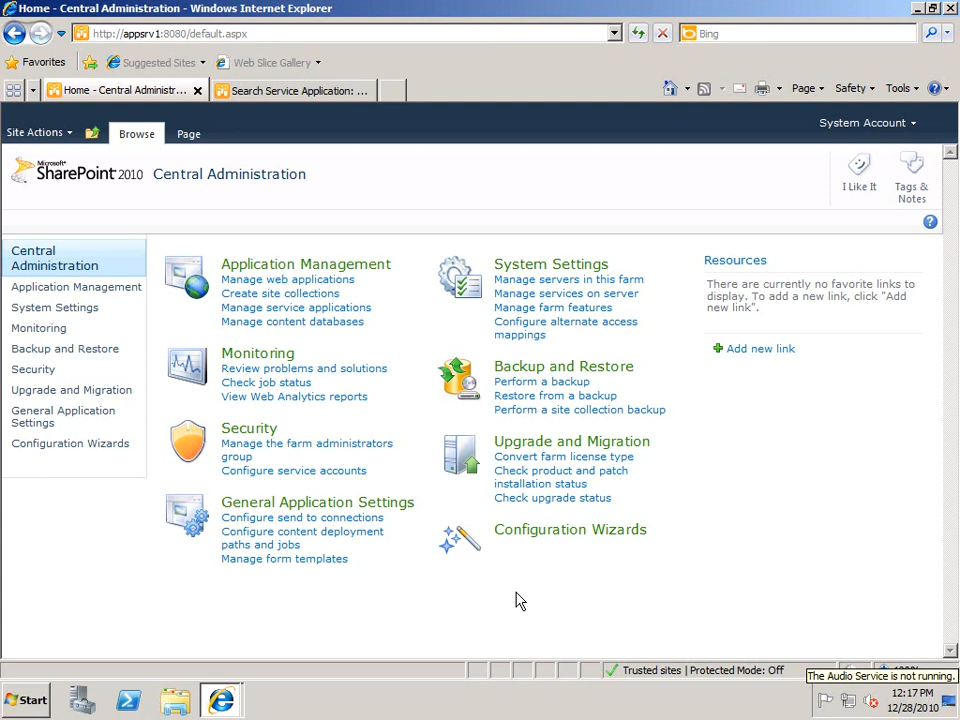 Home - Central Administration - Windows Internet Explorer
http://appsrv1:8080/default.aspx
Bing
Favorites
Suggested Sites
Web Slice Gallery
Home - Central Administr...
Search Service Application: ...
Page
Safety
Tools
Site Actions
Browse
Page
System Account
Microsoft
SharePoint 2010
Central Administration
I Like It
Tags &
Notes
Central
Administration
Application Management
System Settings
Monitoring
Backup and Restore
Security
Upgrade and Migration
General Application
Settings
Configuration Wizards
Application Management
Manage web applications
Create site collections
Manage service applications
Manage content databases
Monitoring
Review problems and solutions
Check job status
View Web Analytics reports
Security
Manage the farm administrators
group
Configure service accounts
General Application Settings
Configure send to connections
Configure content deployment
paths and jobs
Manage form templates
System Settings
Manage servers in this farm
Manage services on server
Manage farm features
Configure alternate access
mappings
Backup and Restore
Perform a backup
Restore from a backup
Perform a site collection backup
Upgrade and Migration
Convert farm license type
Check product and patch
installation status
Check upgrade status
Configuration Wizards
Resources
There are currently no favorite links to
display. To add a new link, click "Add
new link".
Add new link
Trusted sites | Protected Mode: Off
The Audio Service is not running.
Start
12:17 PM
12/28/2010